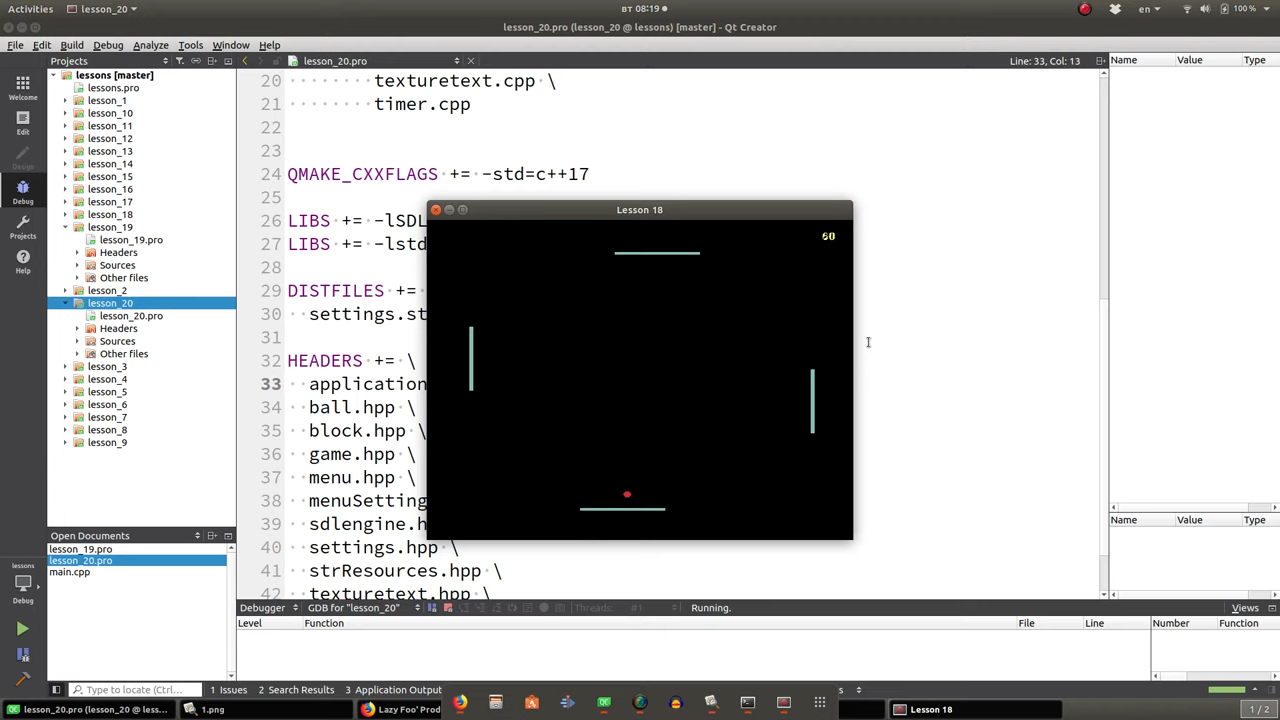 Activities
lesson_20
вт 08:19
en
100 %
lesson_20.pro (lesson_20 @ lessons) [master] - Qt Creator
File Edit Build Debug Analyze Tools Window Help
Projects
lesson_20.pro
Line: 33, Col: 13
Name Value Type
Welcome
Edit
Design
Debug
Projects
Help
lessons [master]
lessons.pro
lesson_1
lesson_10
lesson_11
lesson_12
lesson_13
lesson_14
lesson_15
lesson_16
lesson_17
lesson_18
lesson_19
lesson_19.pro
Headers
Sources
Other files
lesson_2
lesson_20
lesson_20.pro
Headers
Sources
Other files
lesson_3
lesson_4
lesson_5
lesson_6
lesson_7
lesson_8
lesson_9
20 texturetext.cpp \
21 timer.cpp
22
23
24 QMAKE_CXXFLAGS += -std=c++17
25
26 LIBS += -lSDL
27 LIBS += -lstd
28
29 DISTFILES +=
30 settings.st
31
32 HEADERS += \
33 application
34 ball.hpp \
35 block.hpp \
36 game.hpp \
37 menu.hpp \
38 menuSetting
39 sdlengine.h
40 settings.hpp \
41 strResources.hpp \
42 texturetext.hpp \
Lesson 18
60
Name Value Type
Open Documents
lesson_19.pro
lesson_20.pro
main.cpp
lessons
Debug
Debugger
GDB for "lesson_20"
Threads:
#1
Running.
Views
Level Function File Line Number Function
Type to locate (Ctrl...
1 Issues
2 Search Results
3 Application Output
lesson_20.pro (lesson_20 @ less...
1.png
Lazy Foo' Prod
Lesson 18
1 / 2